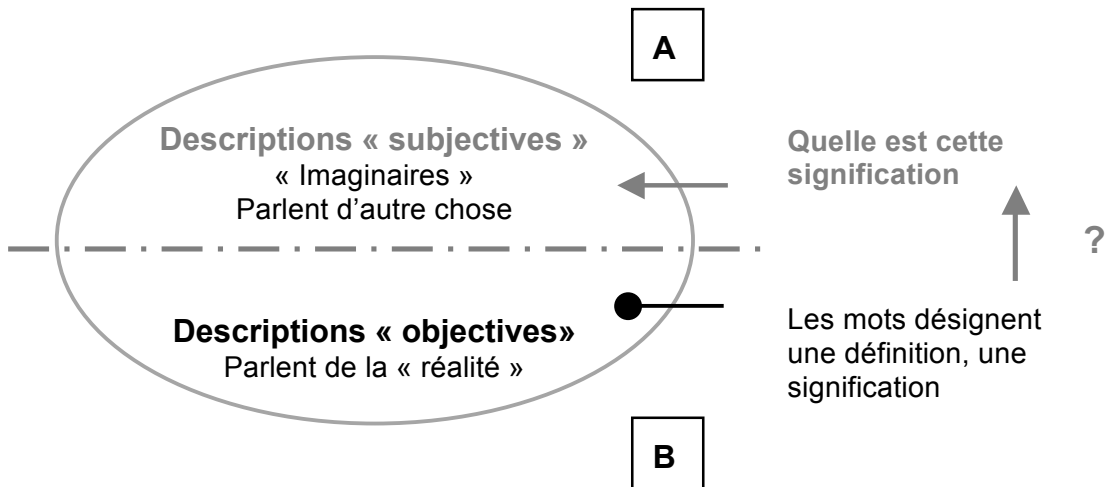 A
Descriptions « subjectives »
« Imaginaires »
Parlent d’autre chose
Quelle est cette
signification
?
Descriptions « objectives»
Parlent de la « réalité »
Les mots désignent
une définition, une
signification
B